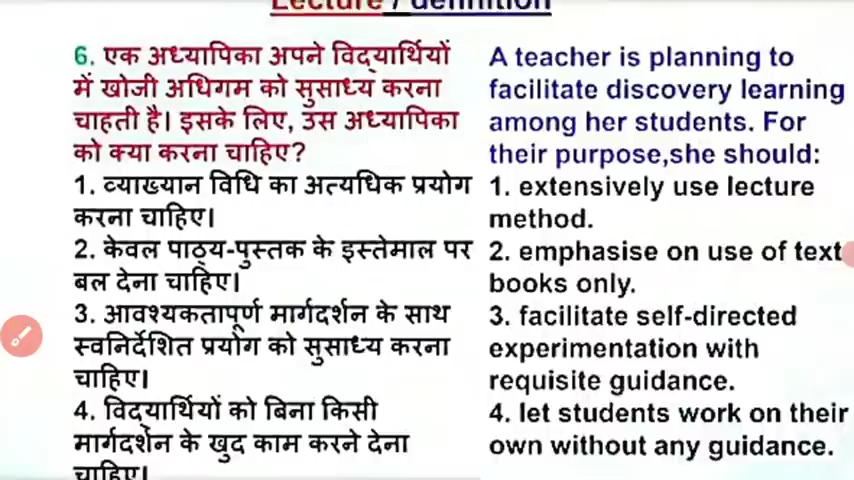 Lecture / definition
6. एक अध्यापिका अपने विद्यार्थियों
में खोजी अधिगम को सुसाध्य करना
चाहती है। इसके लिए, उस अध्यापिका
को क्या करना चाहिए?
1. व्याख्यान विधि का अत्यधिक प्रयोग
करना चाहिए।
2. केवल पाठ्य-पुस्तक के इस्तेमाल पर
बल देना चाहिए।
3. आवश्यकतापूर्ण मार्गदर्शन के साथ
स्वनिर्देशित प्रयोग को सुसाध्य करना
चाहिए।
4. विद्यार्थियों को बिना किसी
मार्गदर्शन के खुद काम करने देना
चाहिए।
A teacher is planning to
facilitate discovery learning
among her students. For
their purpose,she should:
1. extensively use lecture
method.
2. emphasise on use of text
books only.
3. facilitate self-directed
experimentation with
requisite guidance.
4. let students work on their
own without any guidance.